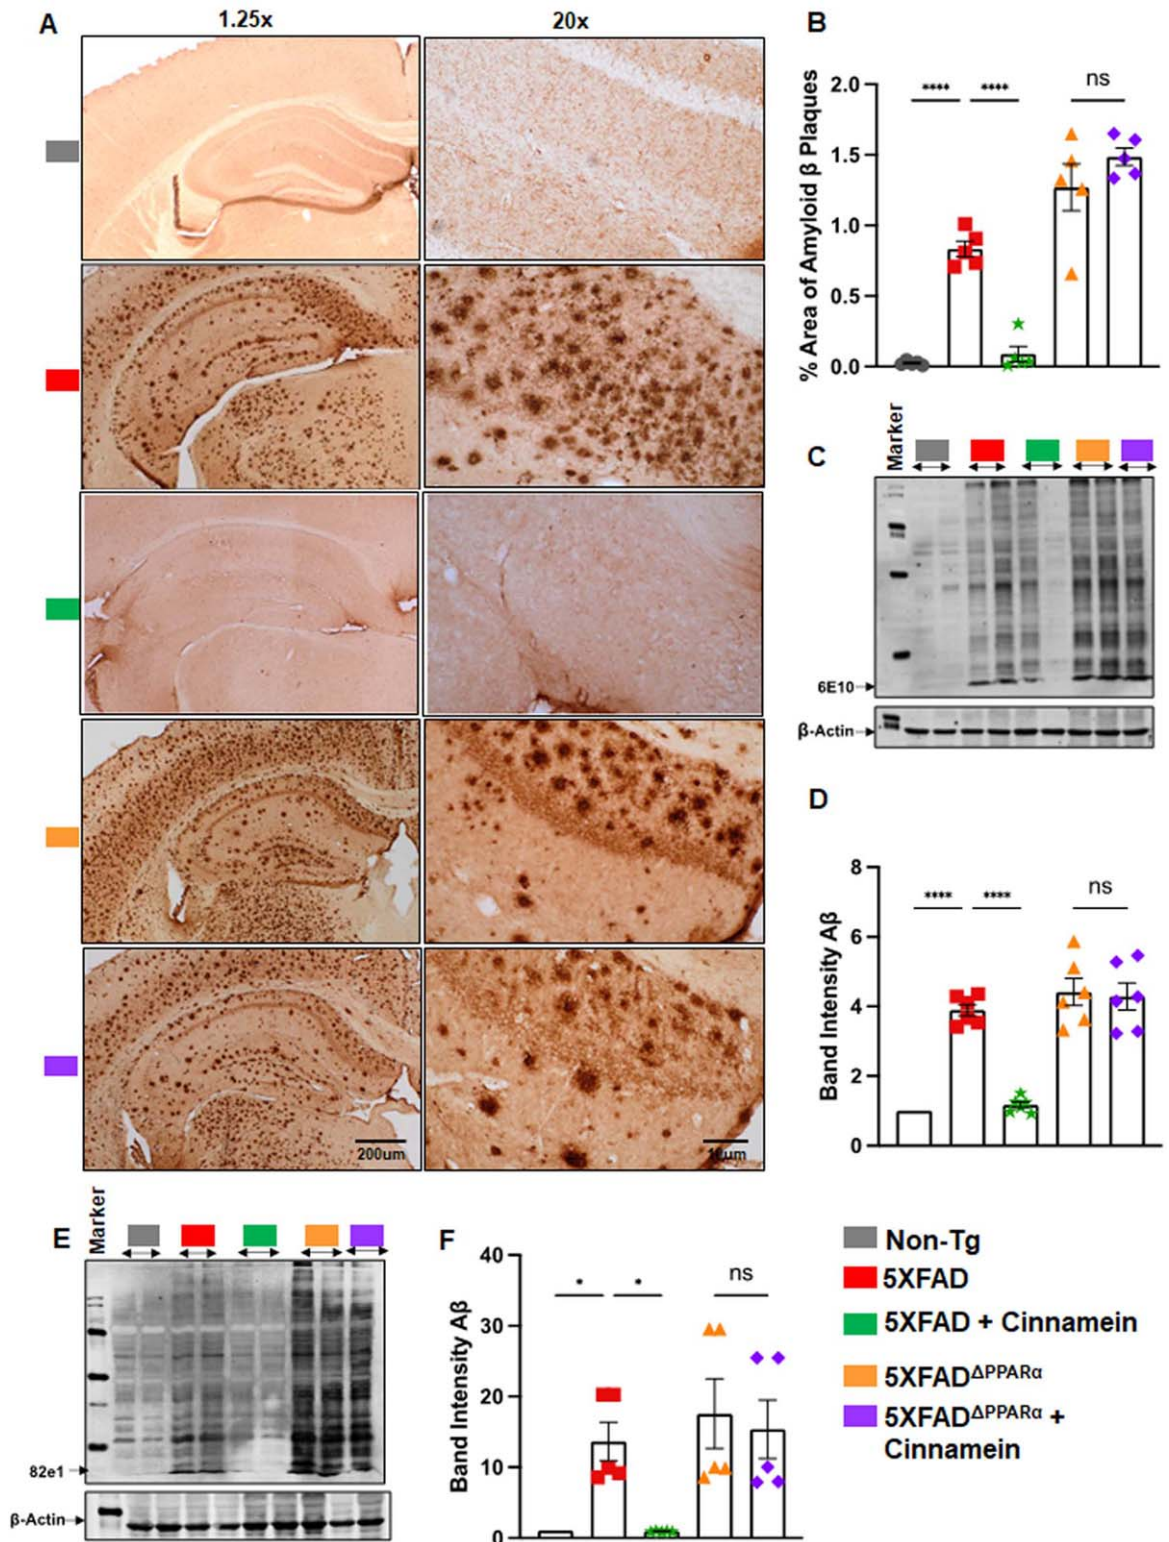 A
1.25x
20x
200um
10um
B
% Area of Amyloid β Plaques
2.0
1.5
1.0
0.5
0.0
****
****
ns
C
Marker
6E10
β-Actin
D
Band Intensity Aβ
8
6
4
2
0
****
****
ns
E
Marker
82e1
β-Actin
F
Band Intensity Aβ
40
30
20
10
0
*
*
ns
Non-Tg
5XFAD
5XFAD + Cinnamein
5XFADΔPPARα
5XFADΔPPARα +
Cinnamein